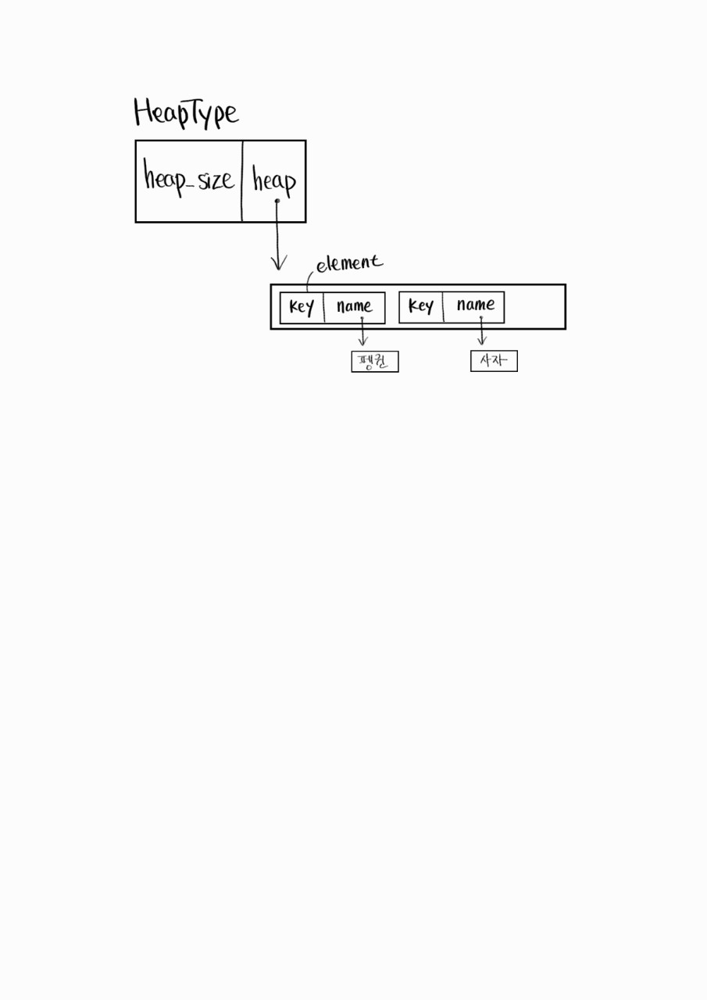 HeapType
heap_size heap
element
key name key name
펭귄 사자